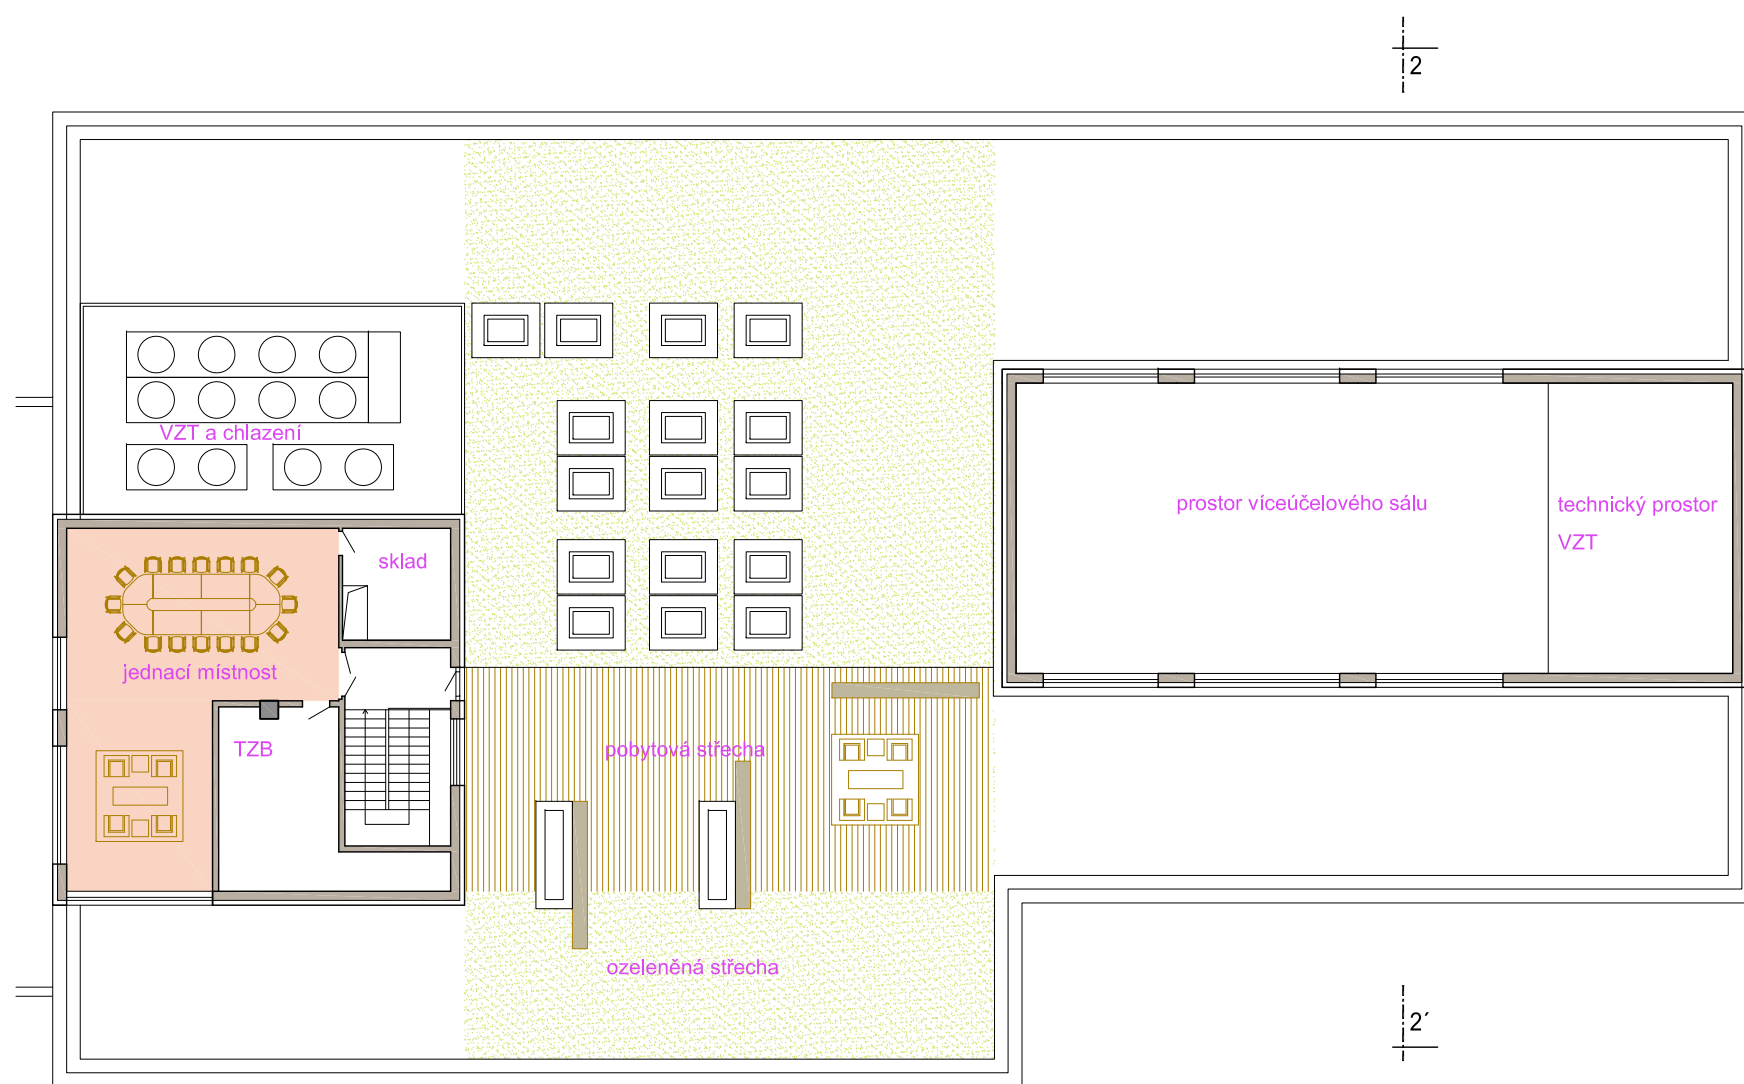 2
VZT a chlazení
prostor víceúčelového sálu
technický prostor
VZT
sklad
jednací místnost
TZB
pobytová střecha
ozeleněná střecha
2´